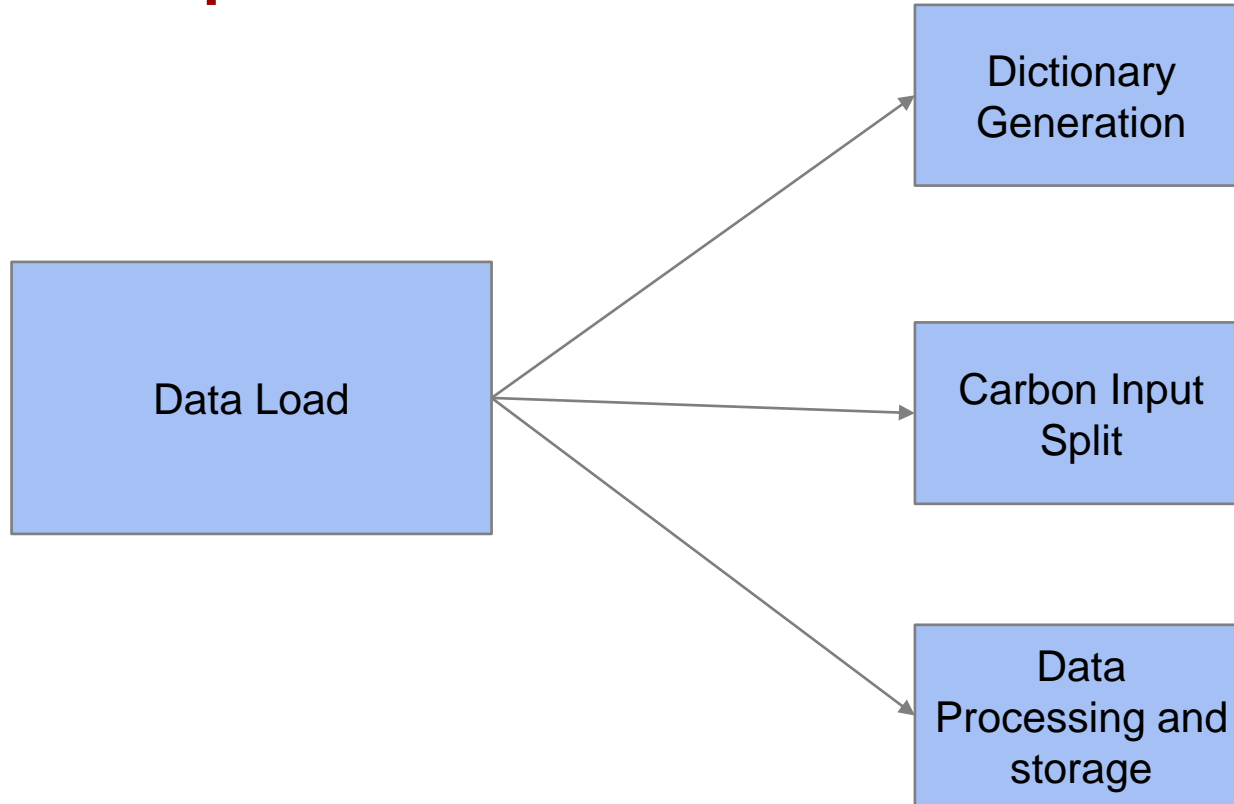 Dictionary
Generation
Data Load
Carbon Input
Split
Data
Processing and
storage